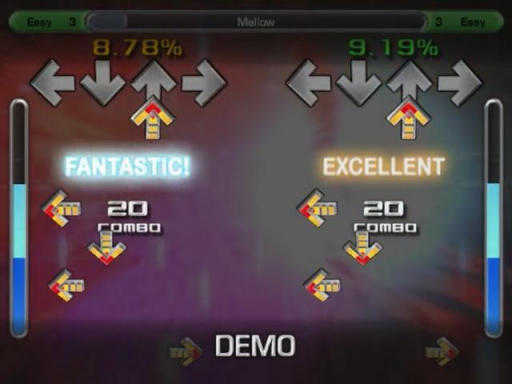 Easy 3 Mellow 3 Easy
8.78% 9.19%
FANTASTIC! EXCELLENT
20 20
COMBO COMBO
DEMO